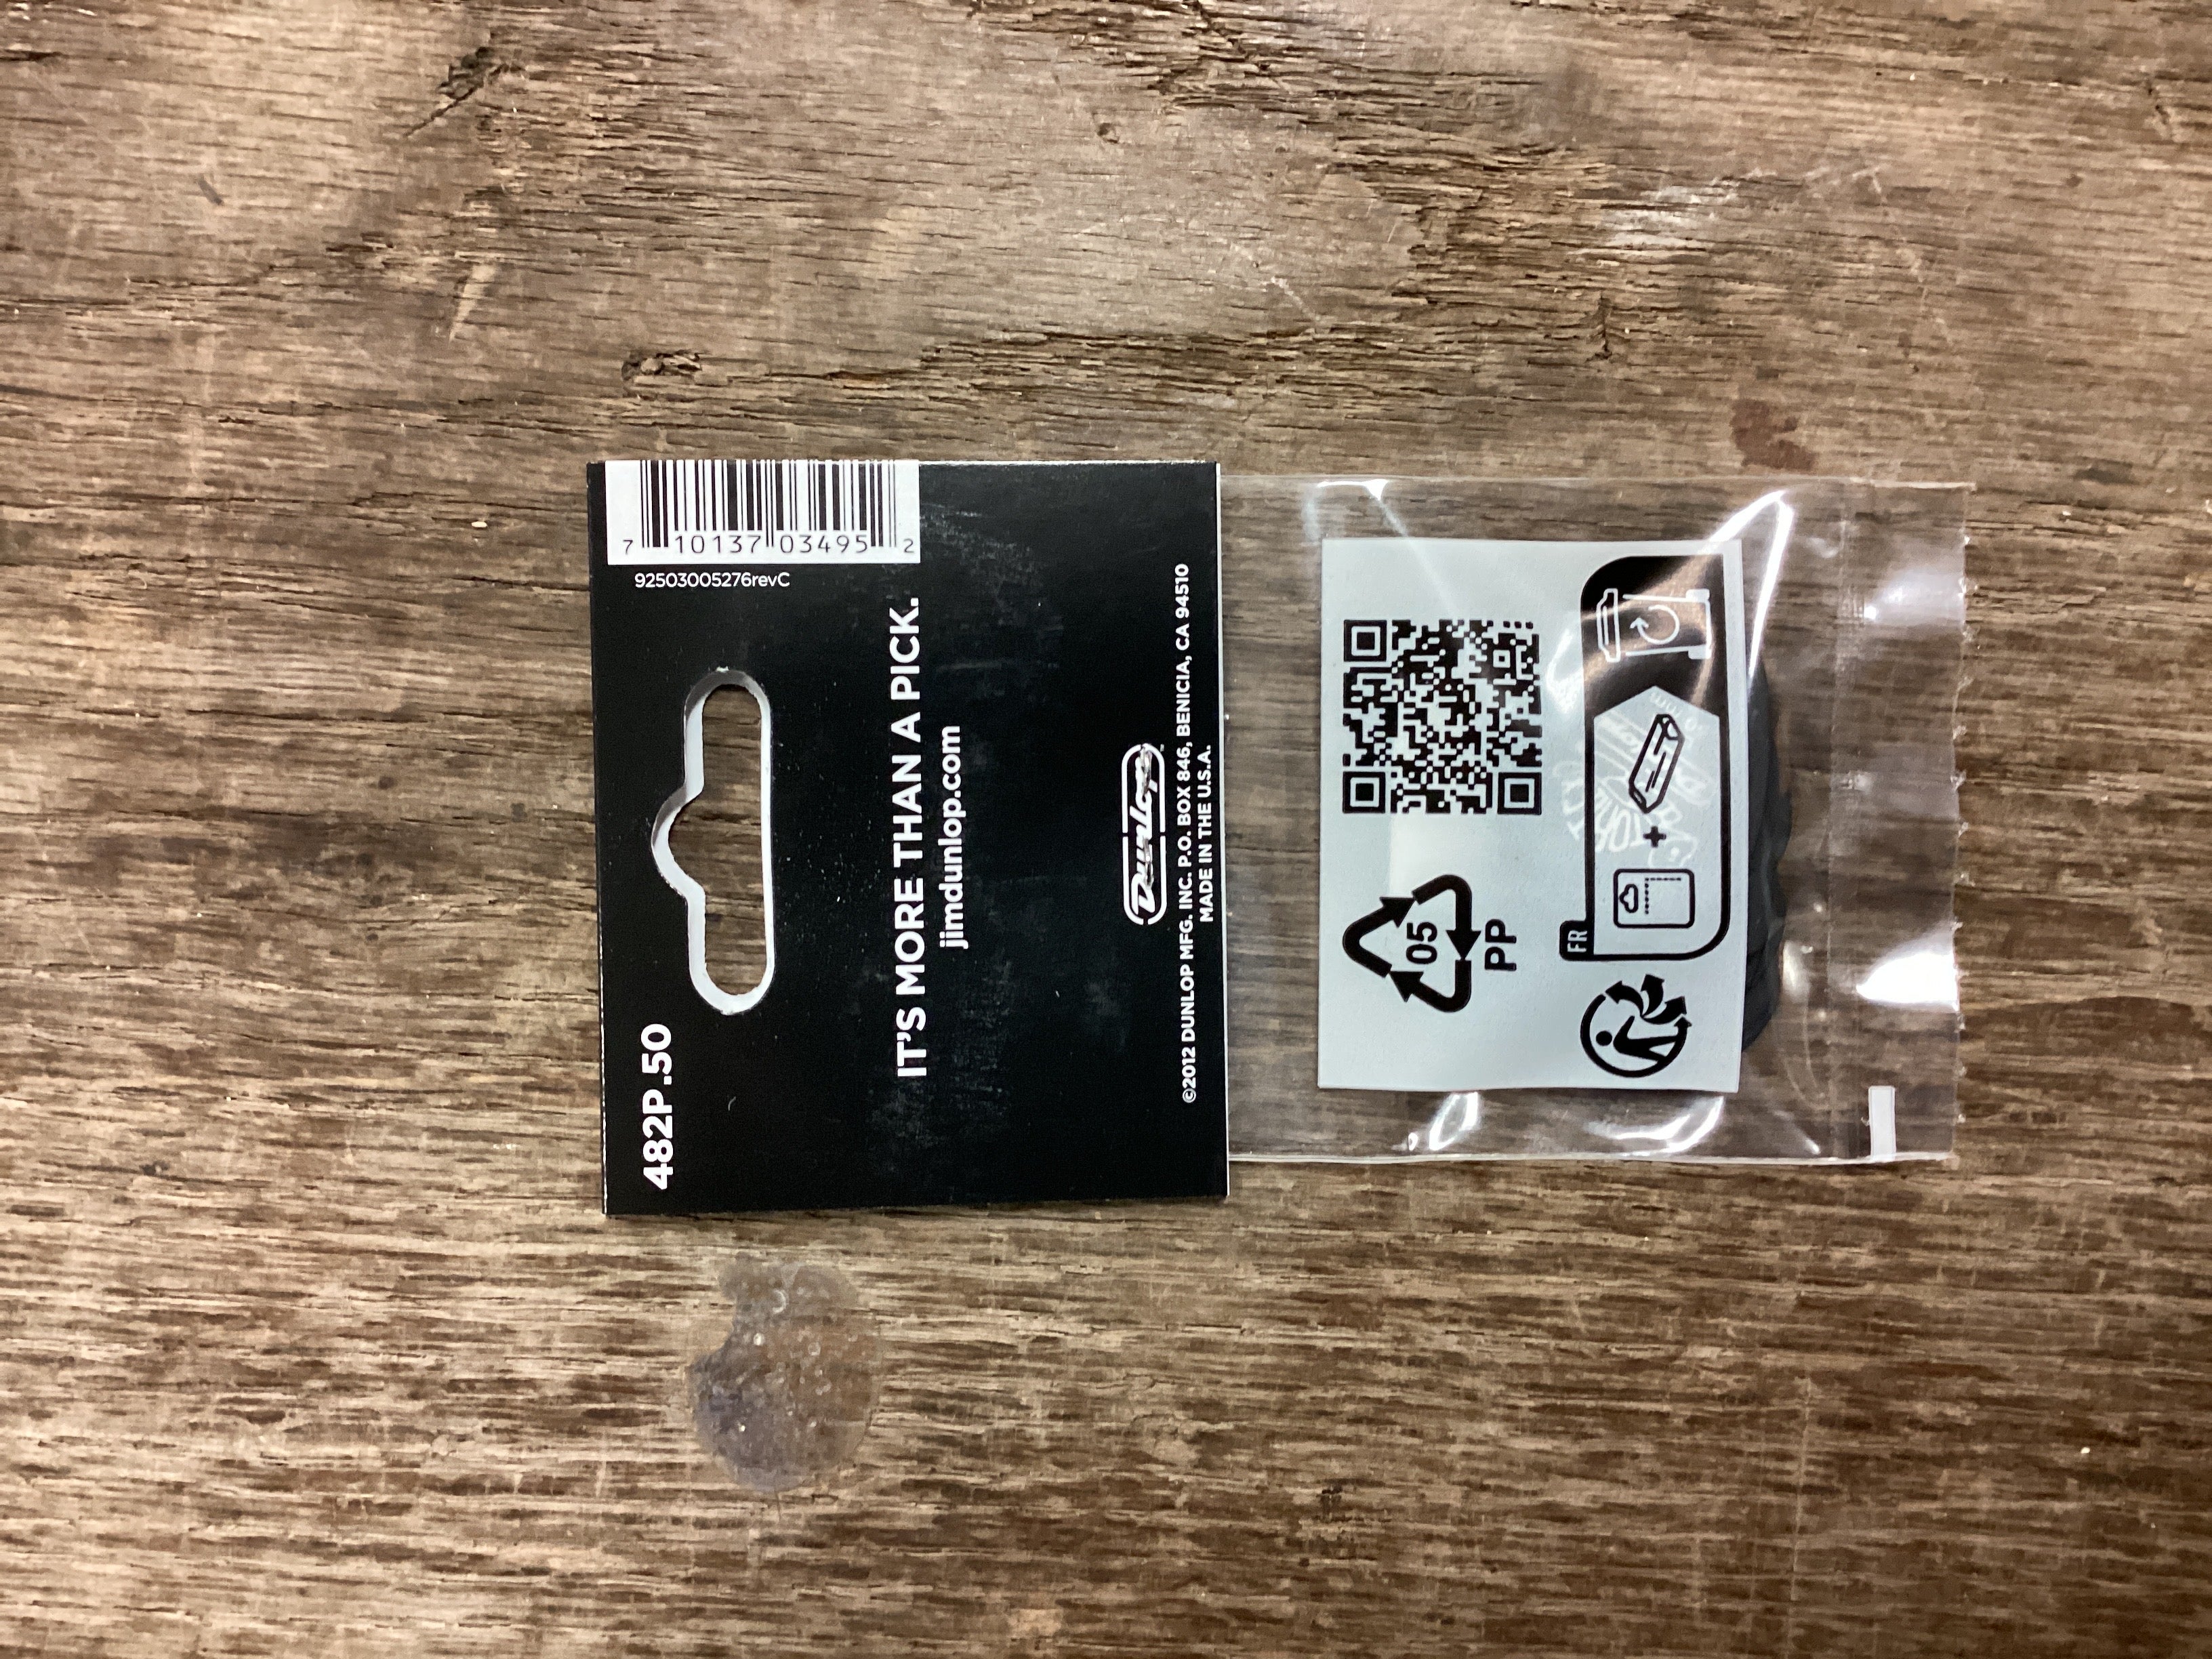 482P.50
7 10137 03495 2
92503005276revC
IT'S MORE THAN A PICK.
jimdunlop.com
Dunlop
©2012 DUNLOP MFG. INC. P.O. BOX 846, BENICIA, CA 94510
MADE IN THE U.S.A.
05
PP
FR
+